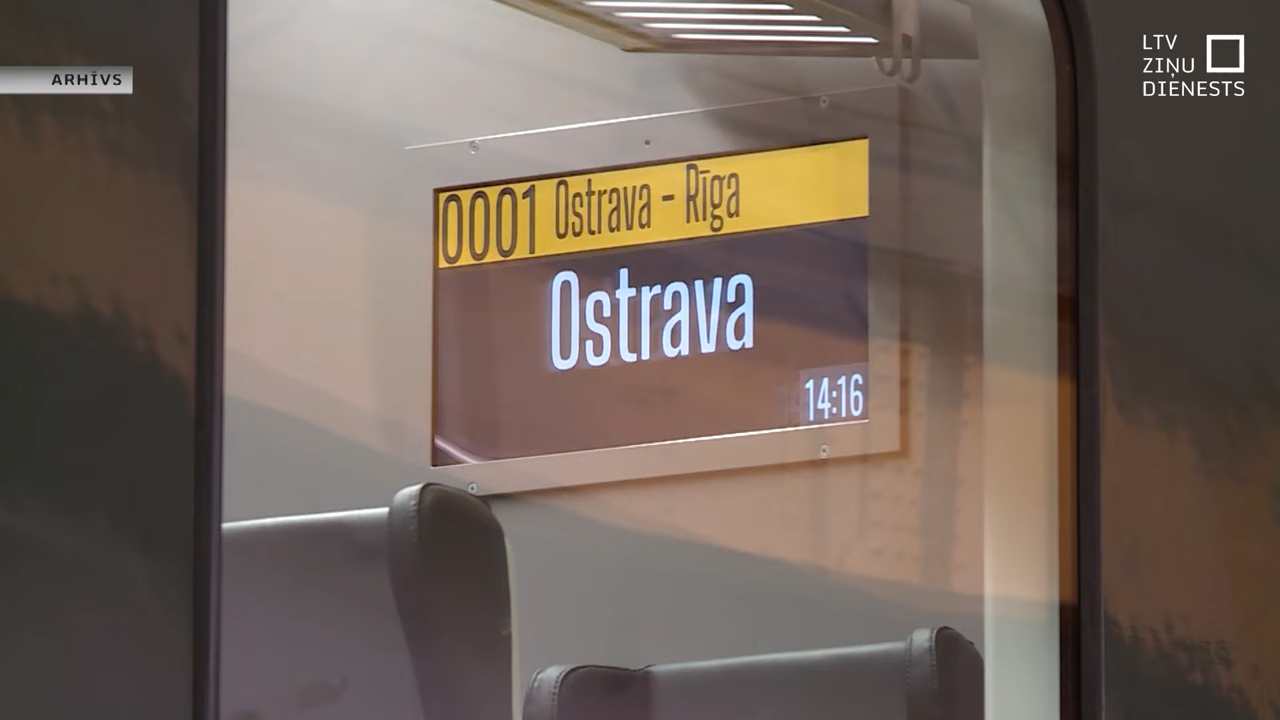 ARHĪVS
LTV
ZIŅU
DIENESTS
0001 Ostrava - Rīga
Ostrava
14:16